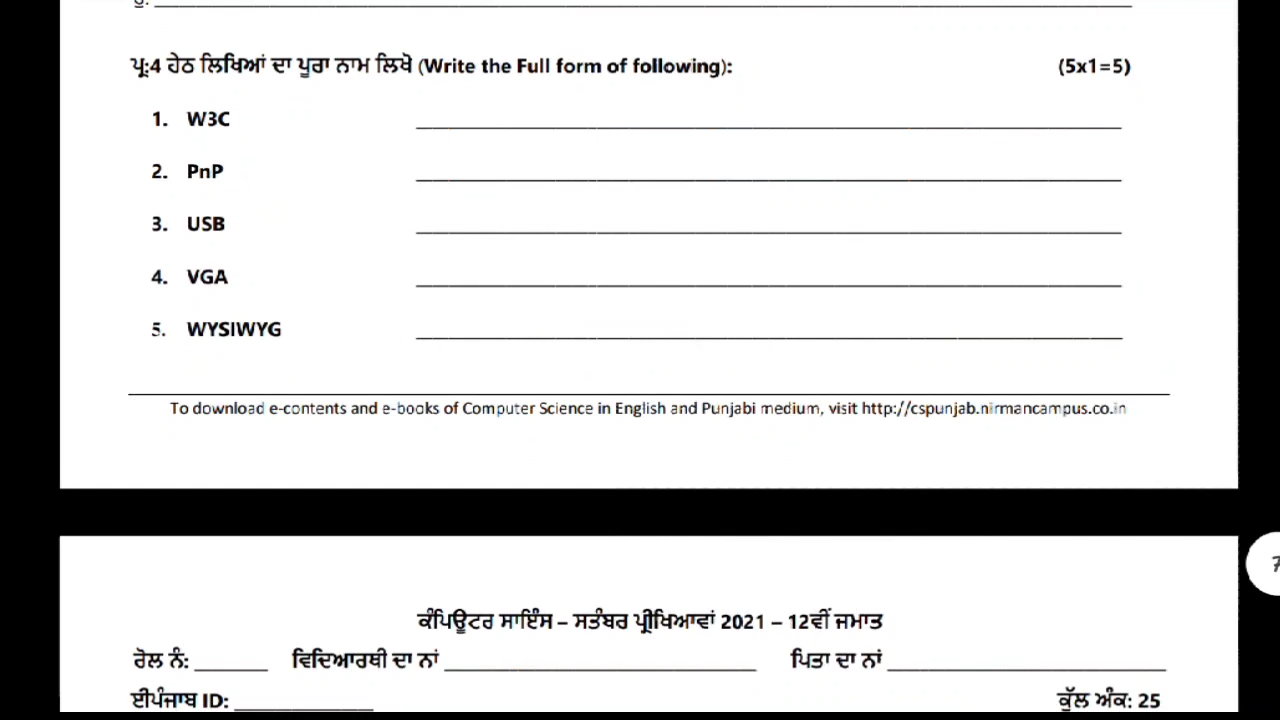 ਪ੍ਰ:4 ਹੇਠ ਲਿਖਿਆਂ ਦਾ ਪੂਰਾ ਨਾਮ ਲਿਖੋ (Write the Full form of following): (5x1=5)
1. W3C
2. PnP
3. USB
4. VGA
5. WYSIWYG
To download e-contents and e-books of Computer Science in English and Punjabi medium, visit http://cspunjab.nirmancampus.co.in
ਕੰਪਿਊਟਰ ਸਾਇੰਸ – ਸਤੰਬਰ ਪ੍ਰੀਖਿਆਵਾਂ 2021 – 12ਵੀਂ ਜਮਾਤ
ਰੋਲ ਨੰ: ਵਿਦਿਆਰਥੀ ਦਾ ਨਾਂ ਪਿਤਾ ਦਾ ਨਾਂ
ਈਪੰਜਾਬ ID: ਕੁੱਲ ਅੰਕ: 25